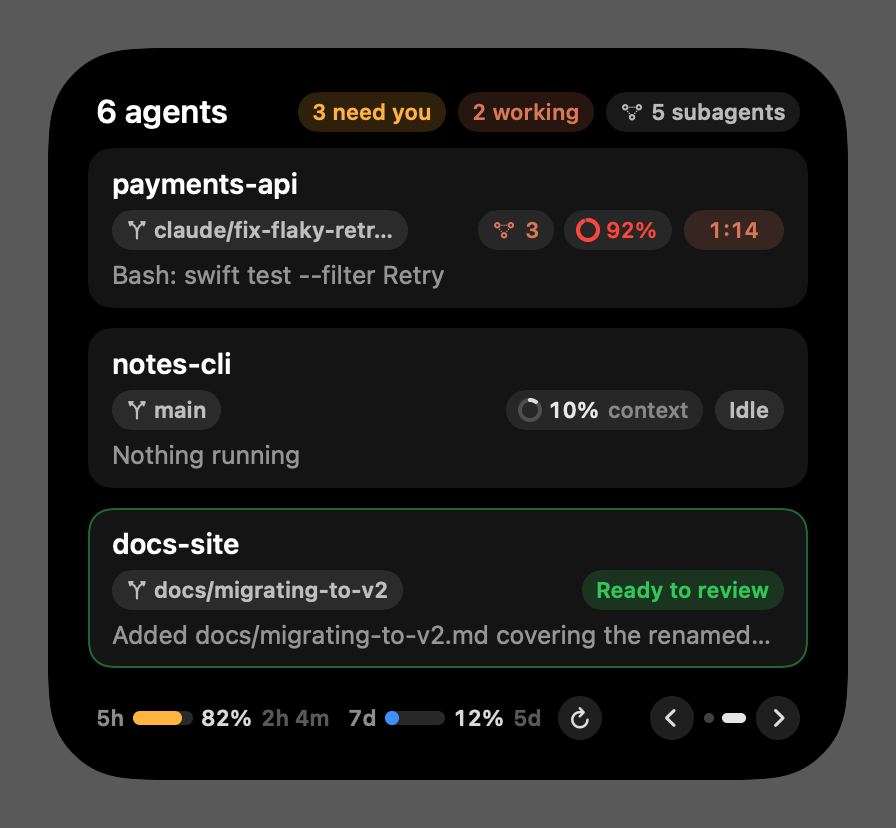 6 agents 3 need you 2 working 5 subagents
payments-api
claude/fix-flaky-retr... 3 92% 1:14
Bash: swift test --filter Retry
notes-cli
main 10% context Idle
Nothing running
docs-site
docs/migrating-to-v2 Ready to review
Added docs/migrating-to-v2.md covering the renamed...
5h 82% 2h 4m 7d 12% 5d